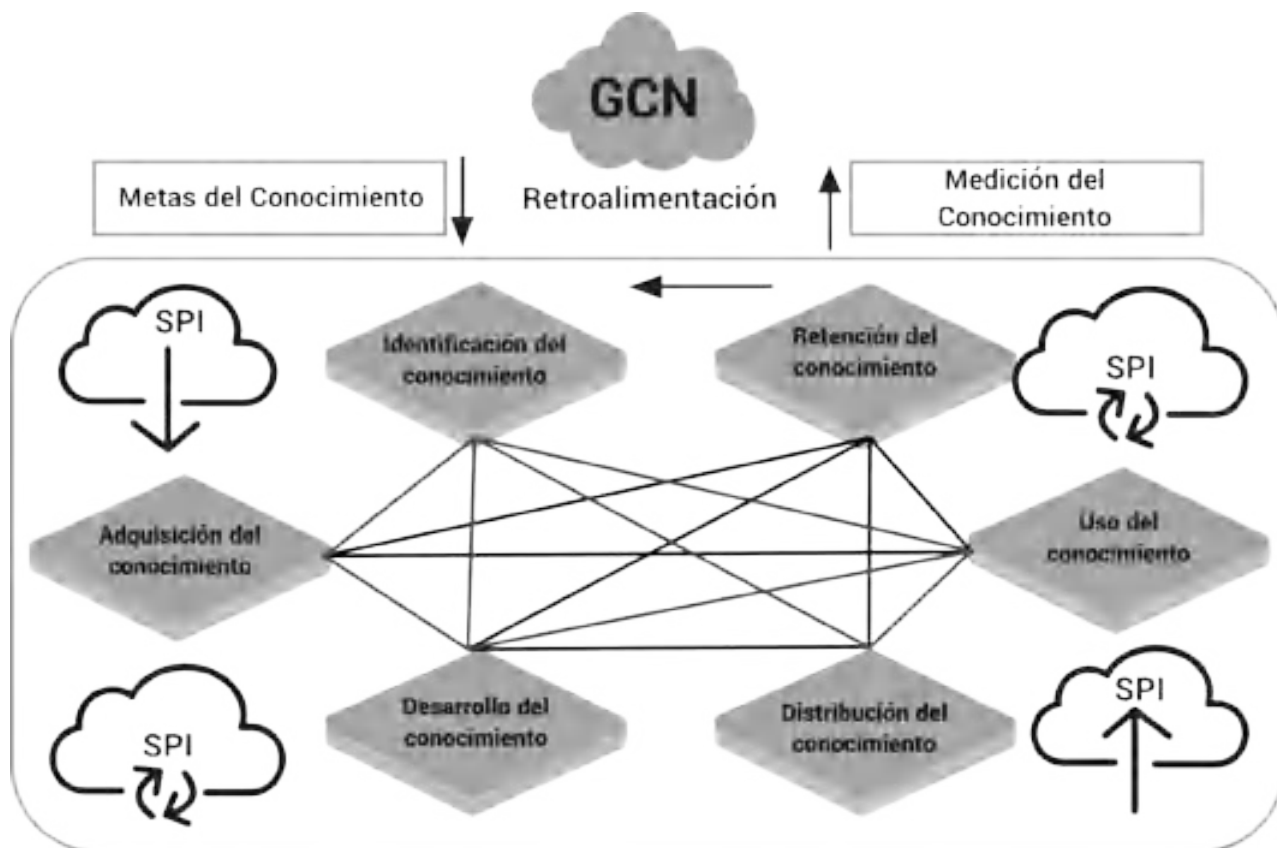 GCN
Metas del Conocimiento
Retroalimentación
Medición del
Conocimiento
SPI
Identificación del
conocimiento
Retención del
conocimiento
SPI
Adquisición del
conocimiento
Uso del
conocimiento
SPI
Desarrollo del
conocimiento
Distribución del
conocimiento
SPI